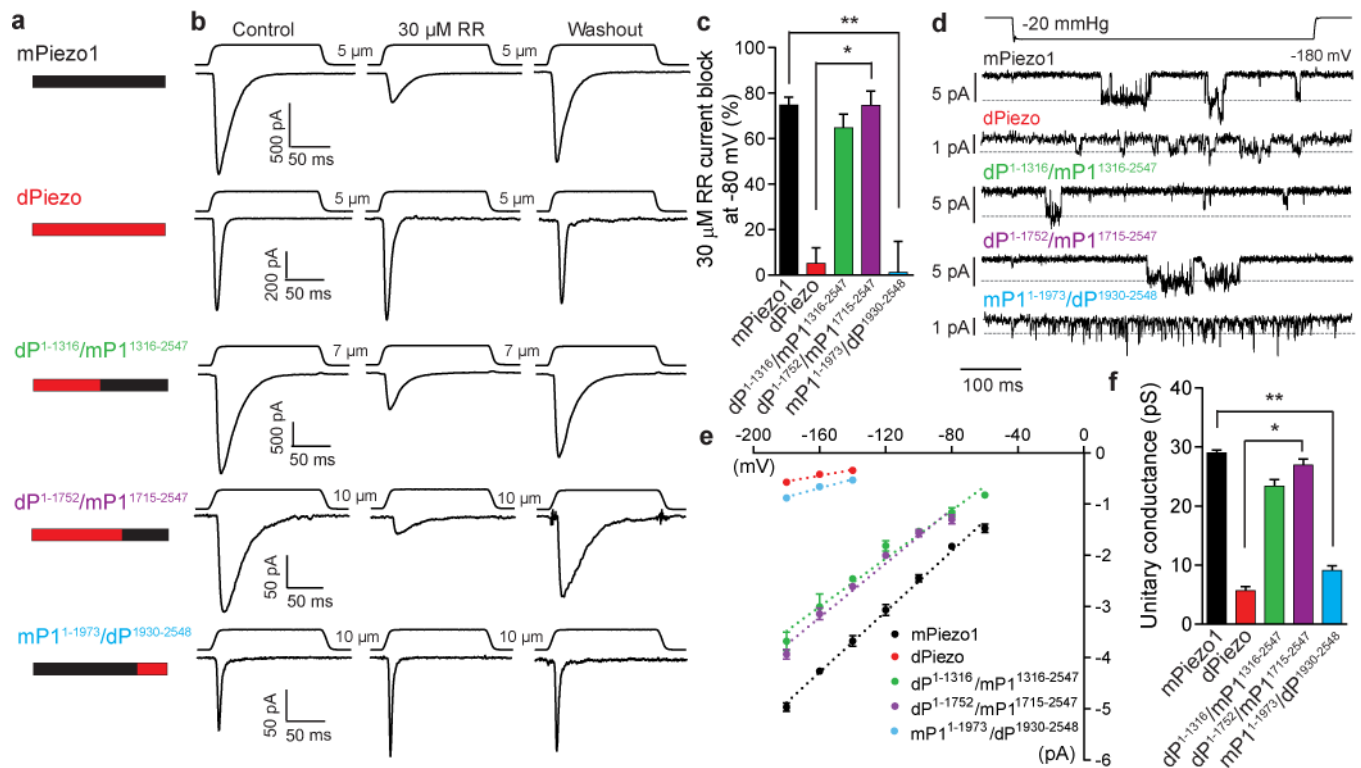 a
mPiezo1
dPiezo
dP1-1316/mP11316-2547
dP1-1752/mP11715-2547
mP11-1973/dP1930-2548
b
Control 30 µM RR Washout
5 µm 5 µm
500 pA
50 ms
5 µm 5 µm
200 pA
50 ms
7 µm 7 µm
500 pA
50 ms
10 µm 10 µm
50 pA
50 ms
10 µm 10 µm
50 pA
50 ms
c
30 µM RR current block
at -80 mV (%)
100
80
60
40
20
0
**
*
mPiezo1
dPiezo
dP1-1316/mP11316-2547
dP1-1752/mP11715-2547
mP11-1973/dP1930-2548
d
-20 mmHg
mPiezo1 -180 mV
5 pA
dPiezo
1 pA
dP1-1316/mP11316-2547
5 pA
dP1-1752/mP11715-2547
5 pA
mP11-1973/dP1930-2548
1 pA
100 ms
e
-200 -160 -120 -80 -40 0
(mV)
0
-1
-2
-3
-4
-5
-6
(pA)
mPiezo1
dPiezo
dP1-1316/mP11316-2547
dP1-1752/mP11715-2547
mP11-1973/dP1930-2548
f
Unitary conductance (pS)
40
30
20
10
0
**
*
mPiezo1
dPiezo
dP1-1316/mP11316-2547
dP1-1752/mP11715-2547
mP11-1973/dP1930-2548